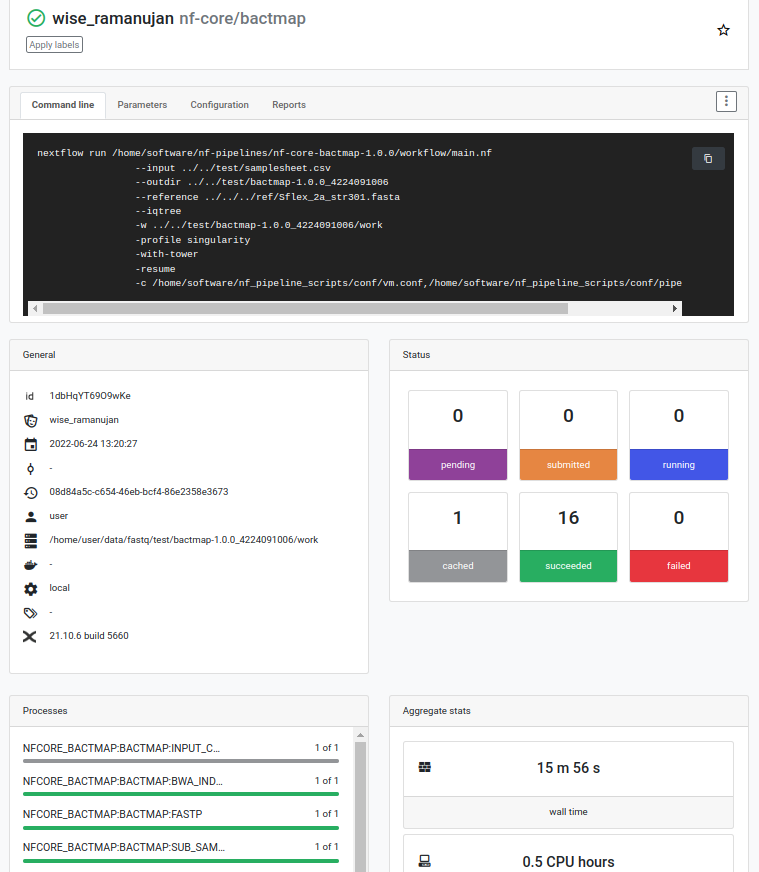 wise_ramanujan nf-core/bactmap
Apply labels
Command line Parameters Configuration Reports
nextflow run /home/software/nf-pipelines/nf-core-bactmap-1.0.0/workflow/main.nf
--input ../../test/samplesheet.csv
--outdir ../../test/bactmap-1.0.0_4224091006
--reference ../../../ref/Sflex_2a_str301.fasta
--iqtree
-w ../../test/bactmap-1.0.0_4224091006/work
-profile singularity
-with-tower
-resume
-c /home/software/nf_pipeline_scripts/conf/vm.conf,/home/software/nf_pipeline_scripts/conf/pipe
General
id 1dbHqYT69O9wKe
wise_ramanujan
2022-06-24 13:20:27
-
08d84a5c-c654-46eb-bcf4-86e2358e3673
user
/home/user/data/fastq/test/bactmap-1.0.0_4224091006/work
-
local
-
21.10.6 build 5660
Status
0 0 0
pending submitted running
1 16 0
cached succeeded failed
Processes
NFCORE_BACTMAP:BACTMAP:INPUT_C... 1 of 1
NFCORE_BACTMAP:BACTMAP:BWA_IND... 1 of 1
NFCORE_BACTMAP:BACTMAP:FASTP 1 of 1
NFCORE_BACTMAP:BACTMAP:SUB_SAM... 1 of 1
Aggregate stats
15 m 56 s
wall time
0.5 CPU hours